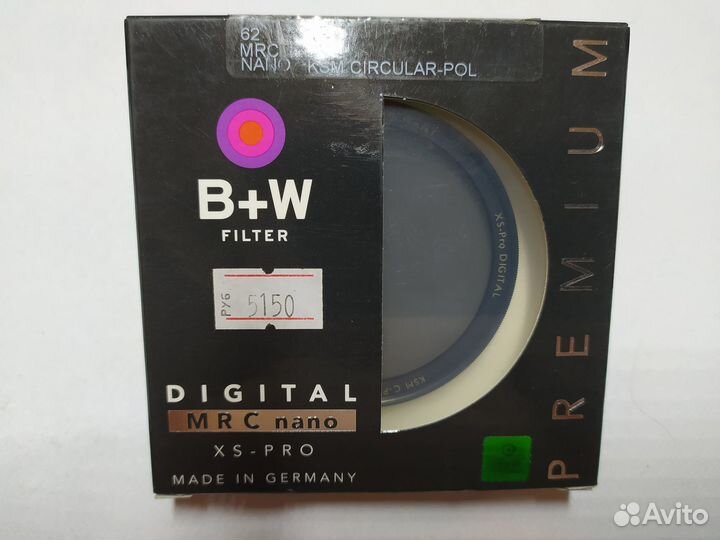 62
MRC
NANO KSM CIRCULAR-POL
B+W
FILTER
РУБ
5150
DIGITAL
MRC nano
XS-PRO
MADE IN GERMANY
XS-Pro DIGITAL
KSM C-P
PREMIUM
Avito